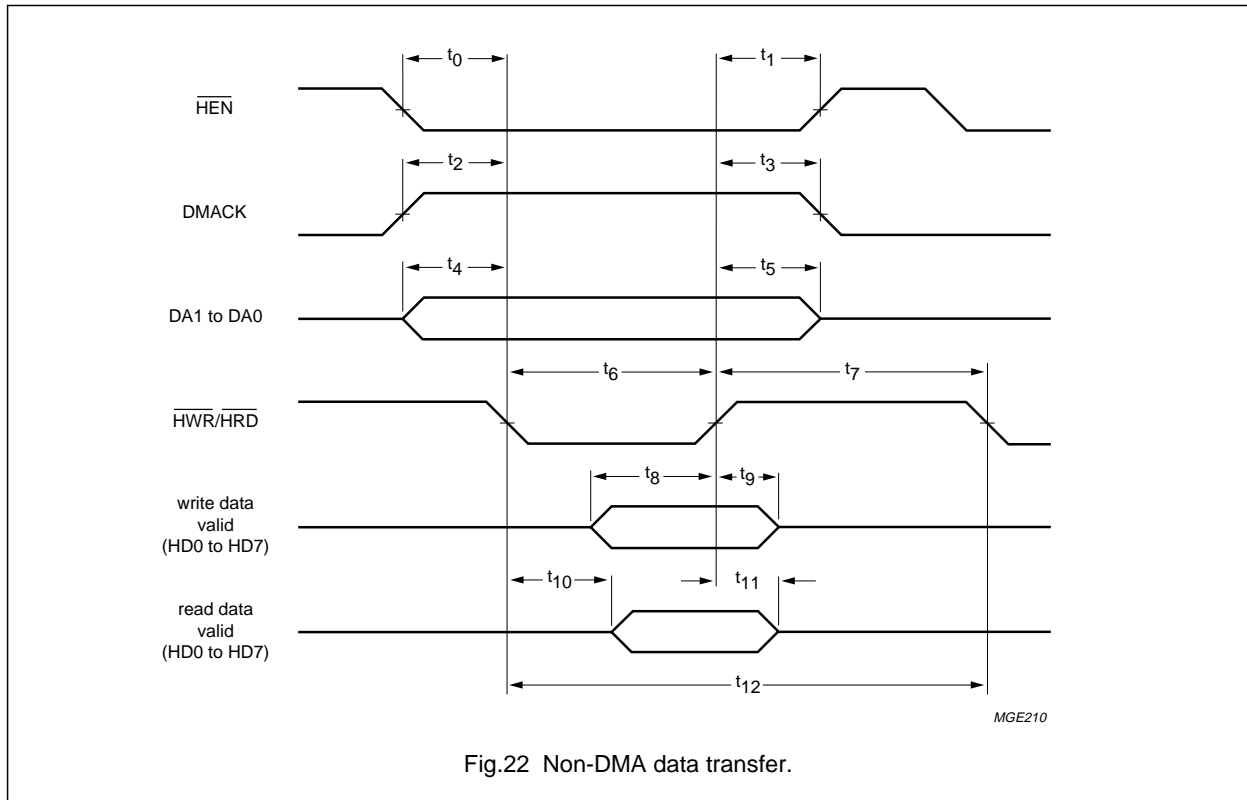 t0
t1
HEN
t2
t3
DMACK
t4
t5
DA1 to DA0
t6
t7
HWR/HRD
t8
t9
write data
valid
(HD0 to HD7)
t10
t11
read data
valid
(HD0 to HD7)
t12
MGE210
Fig.22 Non-DMA data transfer.